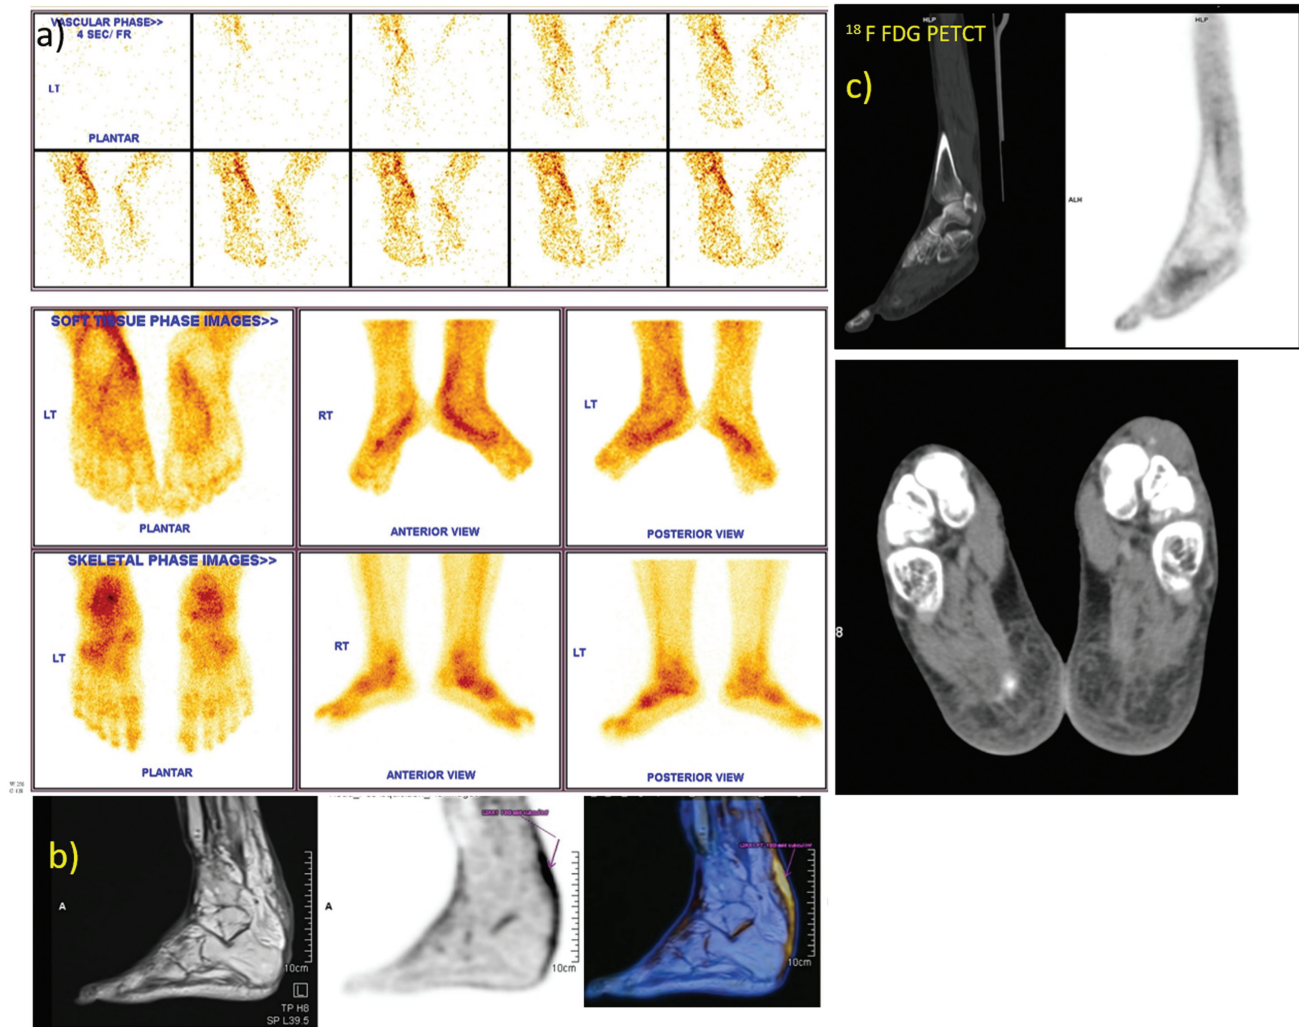 a)
VASCULAR PHASE>>
4 SEC/ FR
LT
PLANTAR
SOFT TISSUE PHASE IMAGES>>
LT
PLANTAR
RT
ANTERIOR VIEW
LT
POSTERIOR VIEW
SKELETAL PHASE IMAGES>>
LT
PLANTAR
RT
ANTERIOR VIEW
LT
POSTERIOR VIEW
b)
A
10cm
L
TP H8
SP L39.5
A
10cm
10cm
HLP
18 F FDG PETCT
c)
HLP
ALH
8